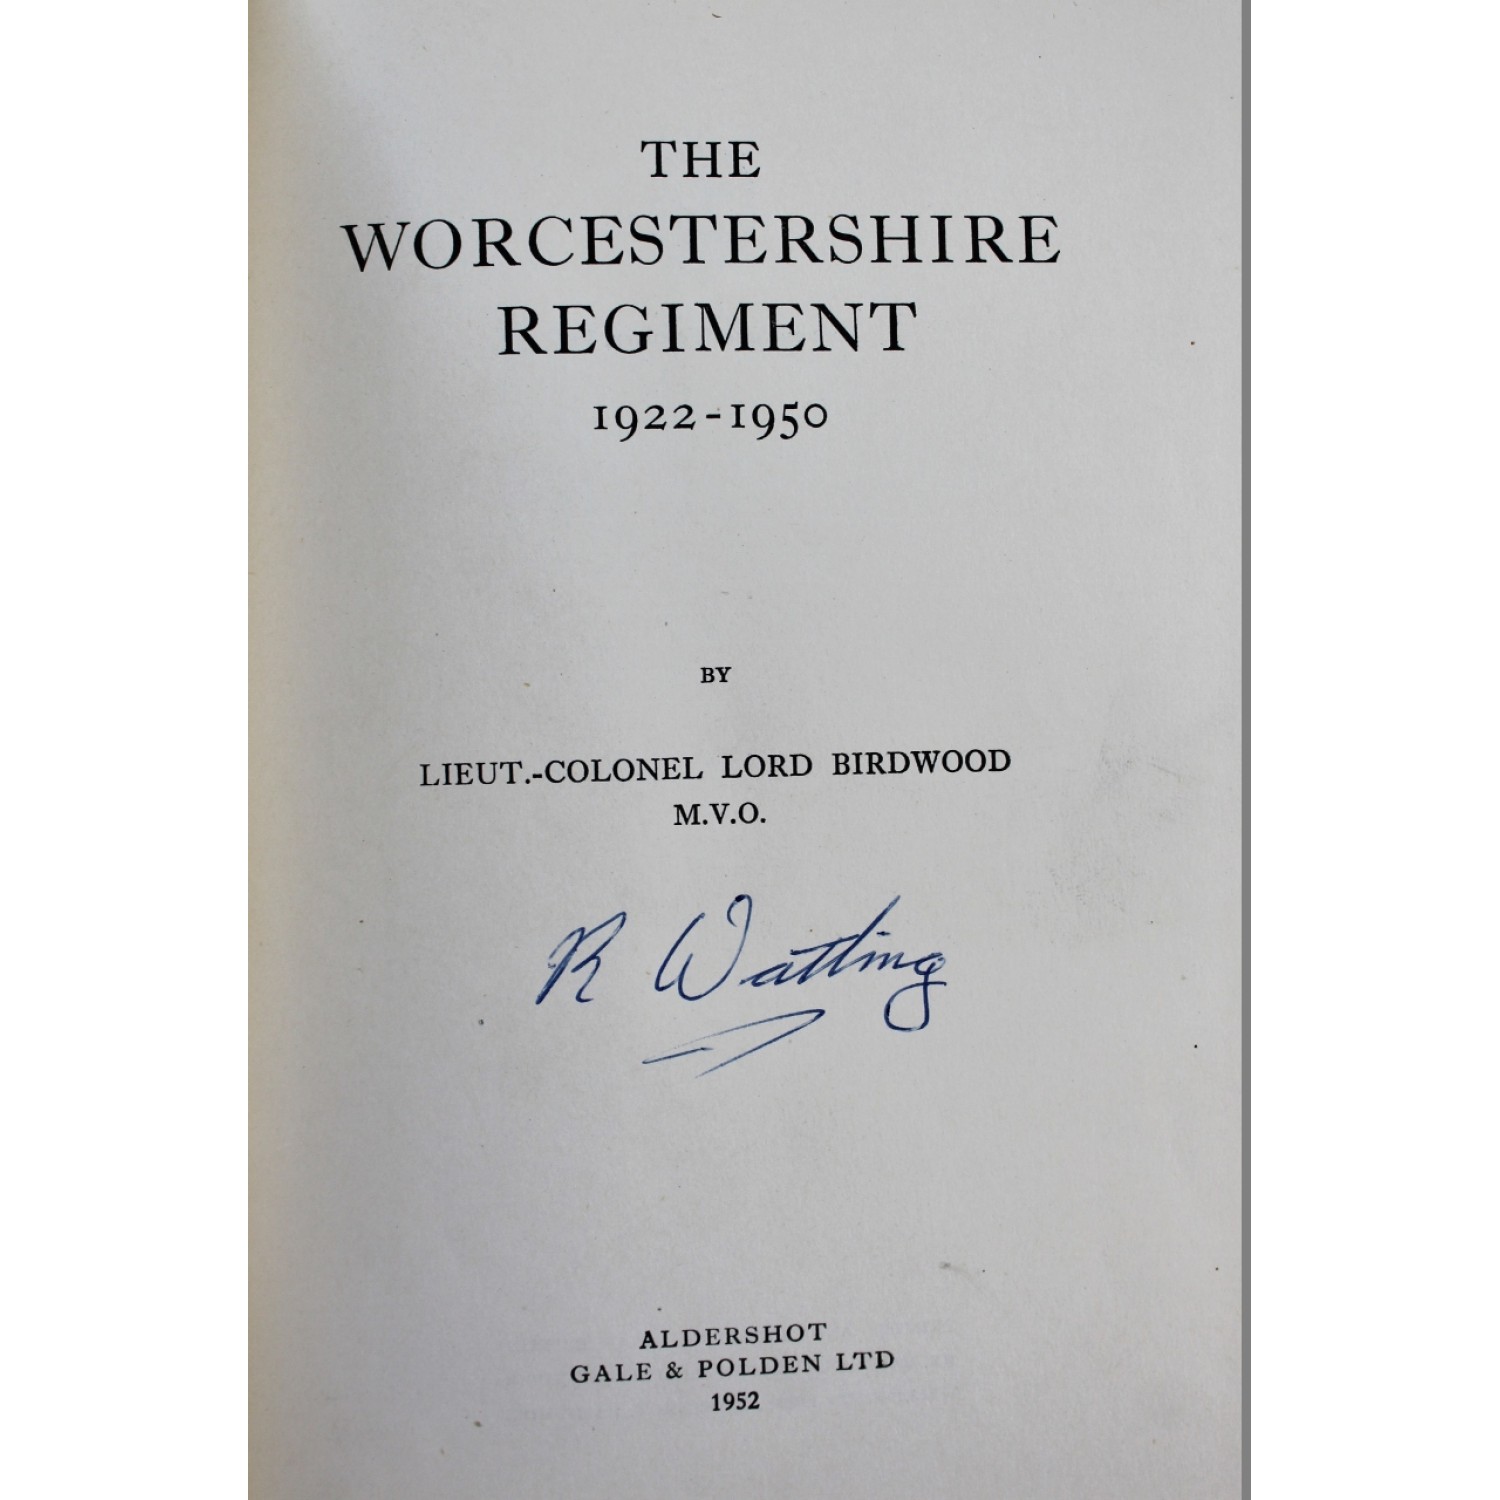 THE
WORCESTERSHIRE
REGIMENT
1922-1950
BY
LIEUT.-COLONEL LORD BIRDWOOD
M.V.O.
R Watling
ALDERSHOT
GALE & POLDEN LTD
1952